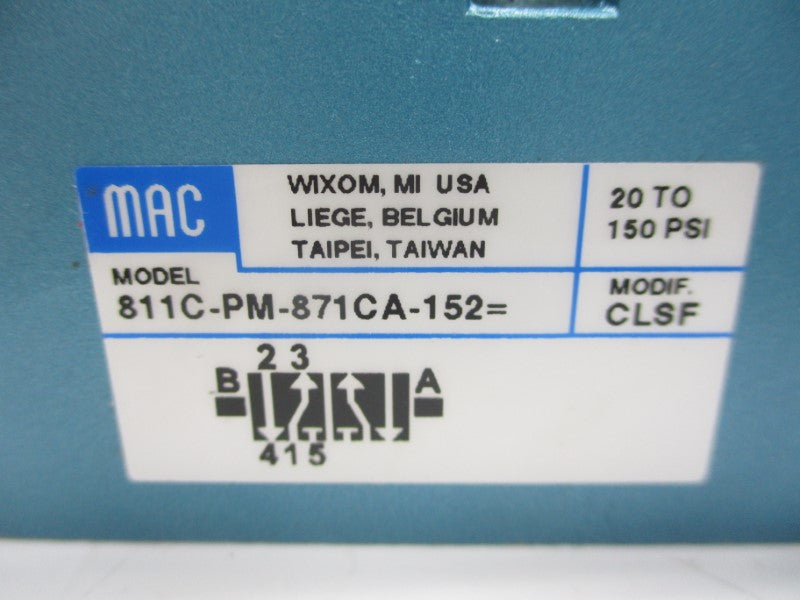 MAC
WIXOM, MI USA
LIEGE, BELGIUM
TAIPEI, TAIWAN
20 TO
150 PSI
MODEL
811C-PM-871CA-152=
MODIF.
CLSF
2 3
B A
4 1 5